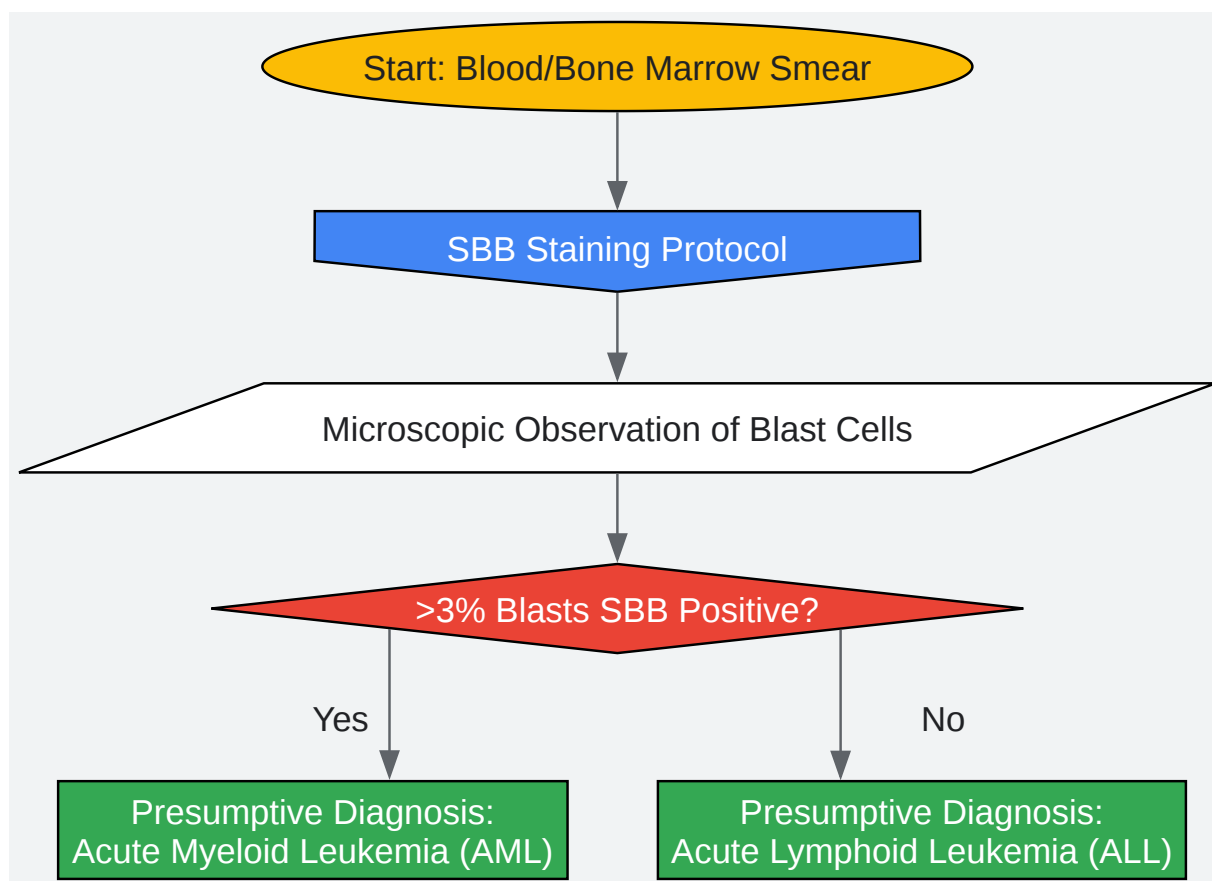 Start: Blood/Bone Marrow Smear
SBB Staining Protocol
Microscopic Observation of Blast Cells
>3% Blasts SBB Positive?
Yes
No
Presumptive Diagnosis:
Acute Myeloid Leukemia (AML)
Presumptive Diagnosis:
Acute Lymphoid Leukemia (ALL)